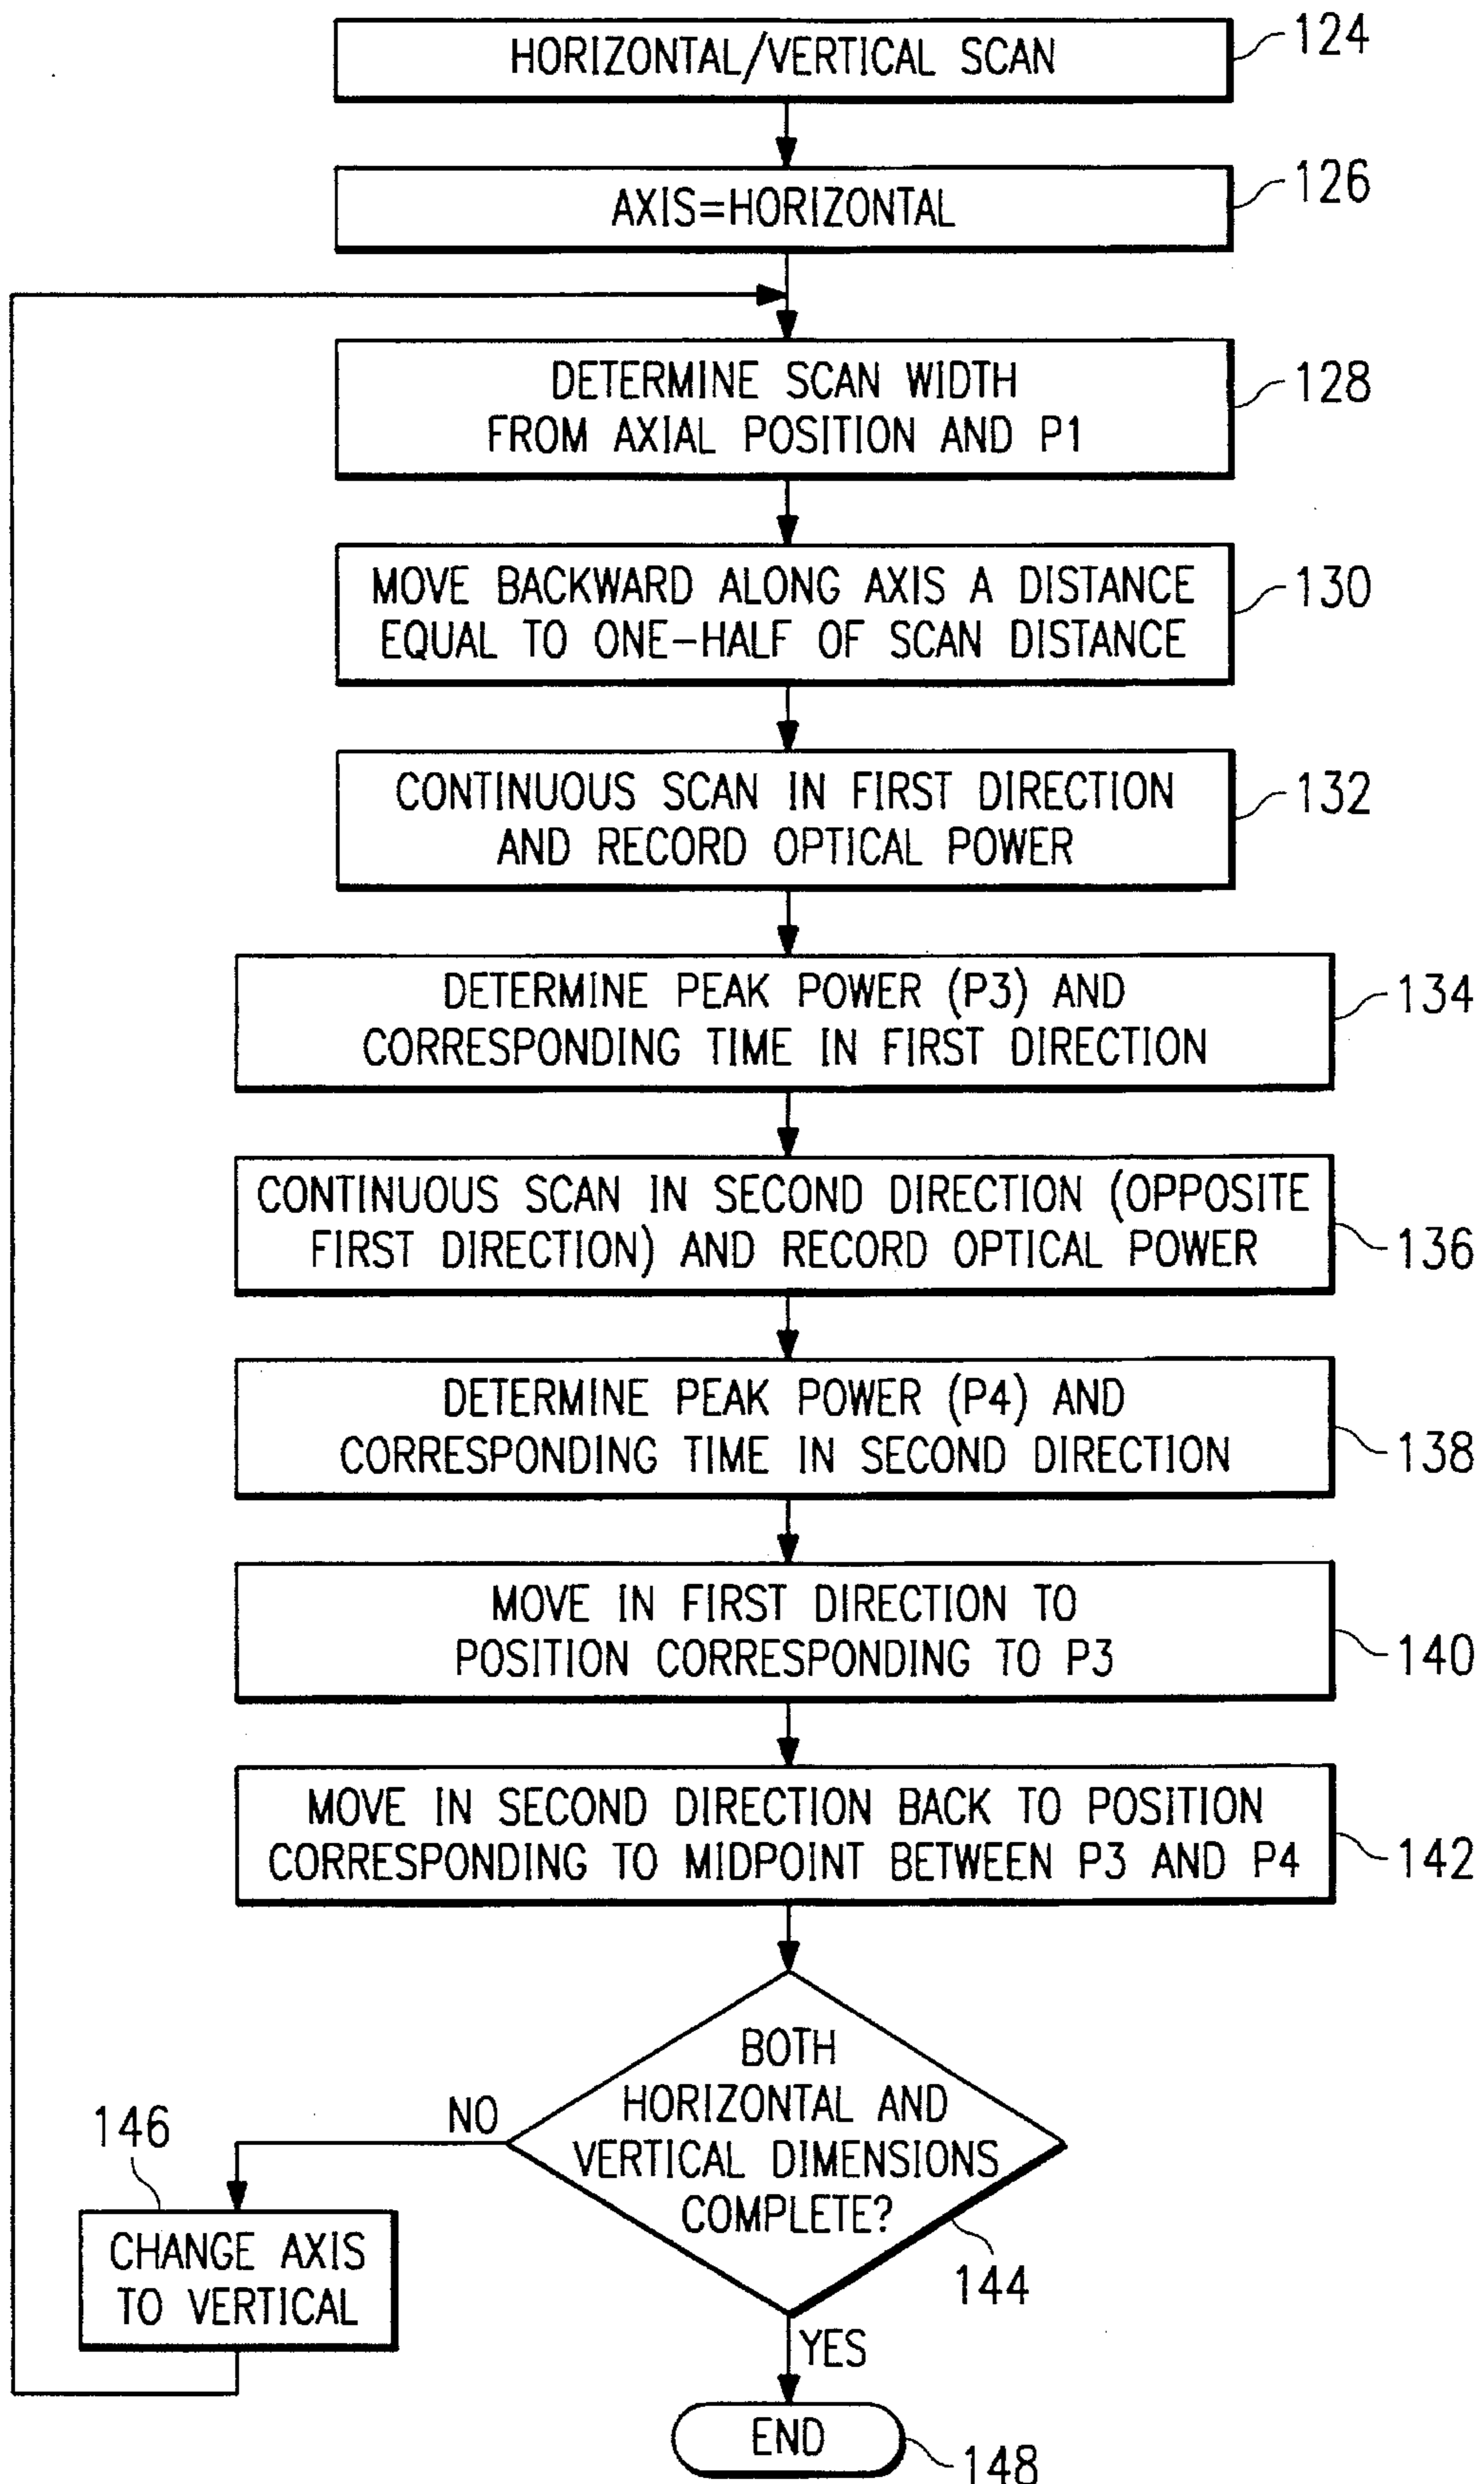 HORIZONTAL/VERTICAL SCAN
124
AXIS=HORIZONTAL
126
DETERMINE SCAN WIDTH
FROM AXIAL POSITION AND P1
128
MOVE BACKWARD ALONG AXIS A DISTANCE
EQUAL TO ONE-HALF OF SCAN DISTANCE
130
CONTINUOUS SCAN IN FIRST DIRECTION
AND RECORD OPTICAL POWER
132
DETERMINE PEAK POWER (P3) AND
CORRESPONDING TIME IN FIRST DIRECTION
134
CONTINUOUS SCAN IN SECOND DIRECTION (OPPOSITE
FIRST DIRECTION) AND RECORD OPTICAL POWER
136
DETERMINE PEAK POWER (P4) AND
CORRESPONDING TIME IN SECOND DIRECTION
138
MOVE IN FIRST DIRECTION TO
POSITION CORRESPONDING TO P3
140
MOVE IN SECOND DIRECTION BACK TO POSITION
CORRESPONDING TO MIDPOINT BETWEEN P3 AND P4
142
BOTH
HORIZONTAL AND
VERTICAL DIMENSIONS
COMPLETE?
144
NO
146
CHANGE AXIS
TO VERTICAL
YES
END
148